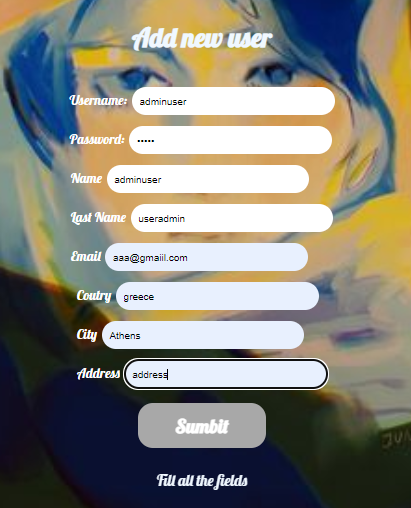 Add new user
Username: adminuser
Password: •••••
Name adminuser
Last Name useradmin
Email aaa@gmaiil.com
Coutry greece
City Athens
Address address
Sumbit
JUN
Fill all the fields